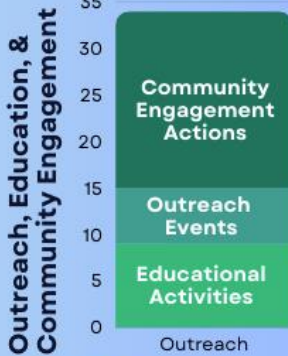 Outreach, Education, &
Community Engagement
35
30
25
20
15
10
5
0
Community
Engagement
Actions
Outreach
Events
Educational
Activities
Outreach